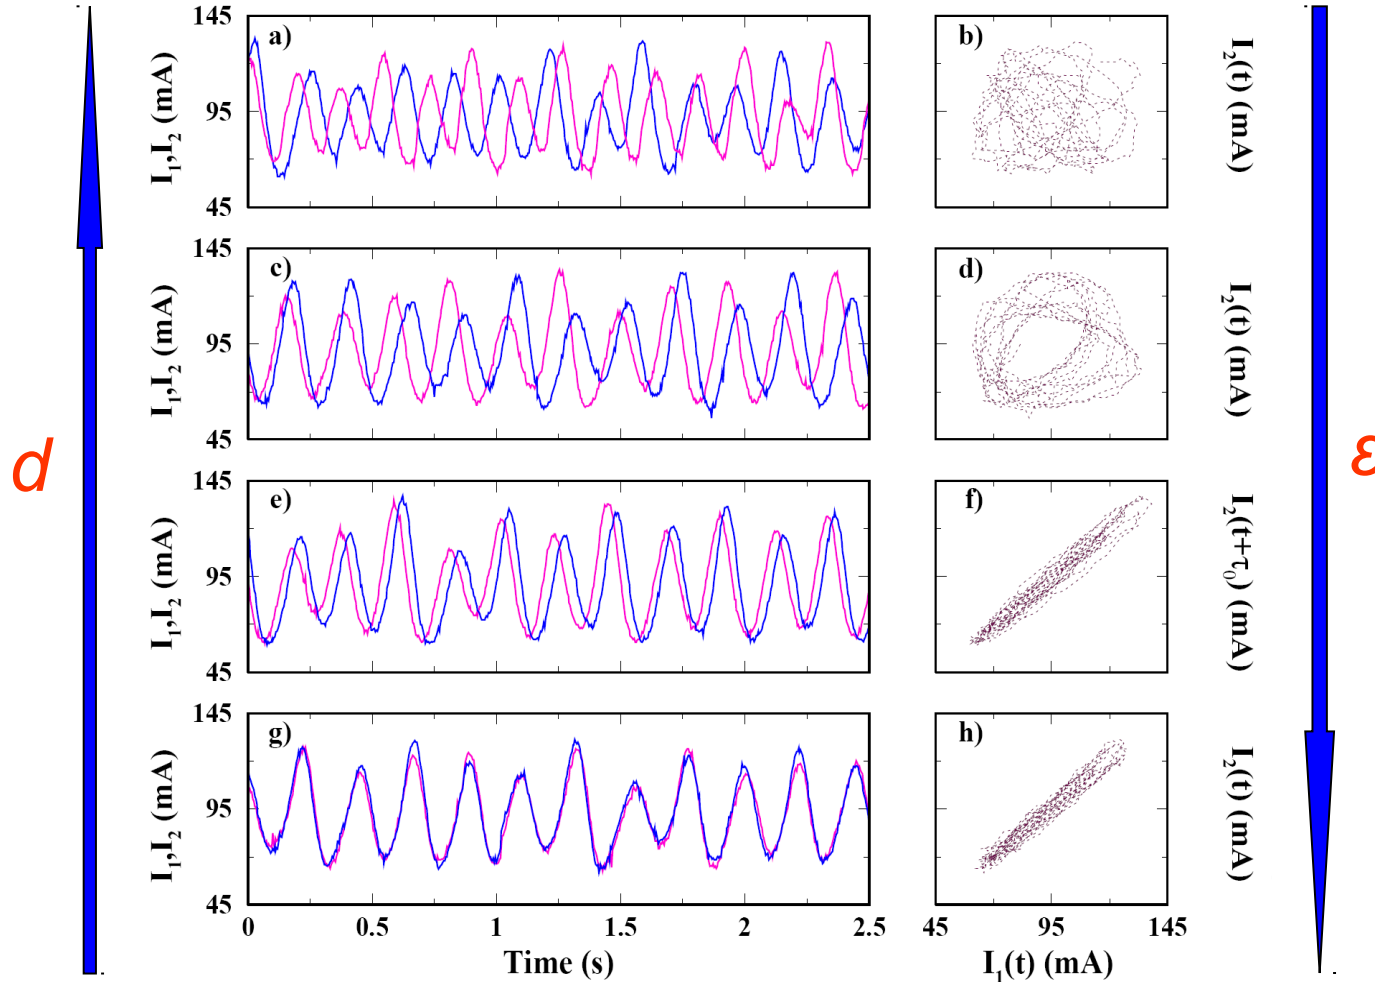 145
95
45
I₁,I₂ (mA)
a)
b)
I₂(t) (mA)
145
95
45
I₁,I₂ (mA)
c)
d)
I₂(t) (mA)
d
ε
145
95
45
I₁,I₂ (mA)
e)
f)
I₂(t+τ₀) (mA)
145
95
45
I₁,I₂ (mA)
g)
h)
I₂(t) (mA)
0 0.5 1 1.5 2 2.5
45 95 145
Time (s)
I₁(t) (mA)